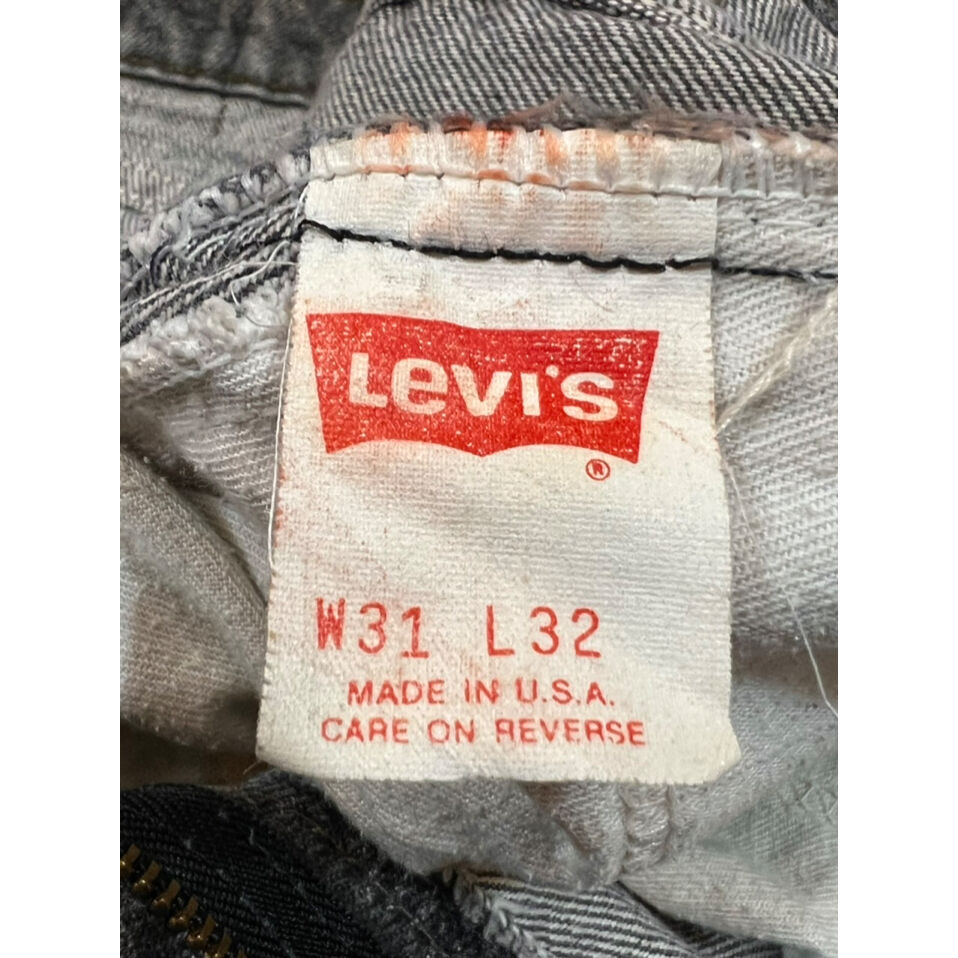 Levi's
®
W31 L32
MADE IN U.S.A.
CARE ON REVERSE